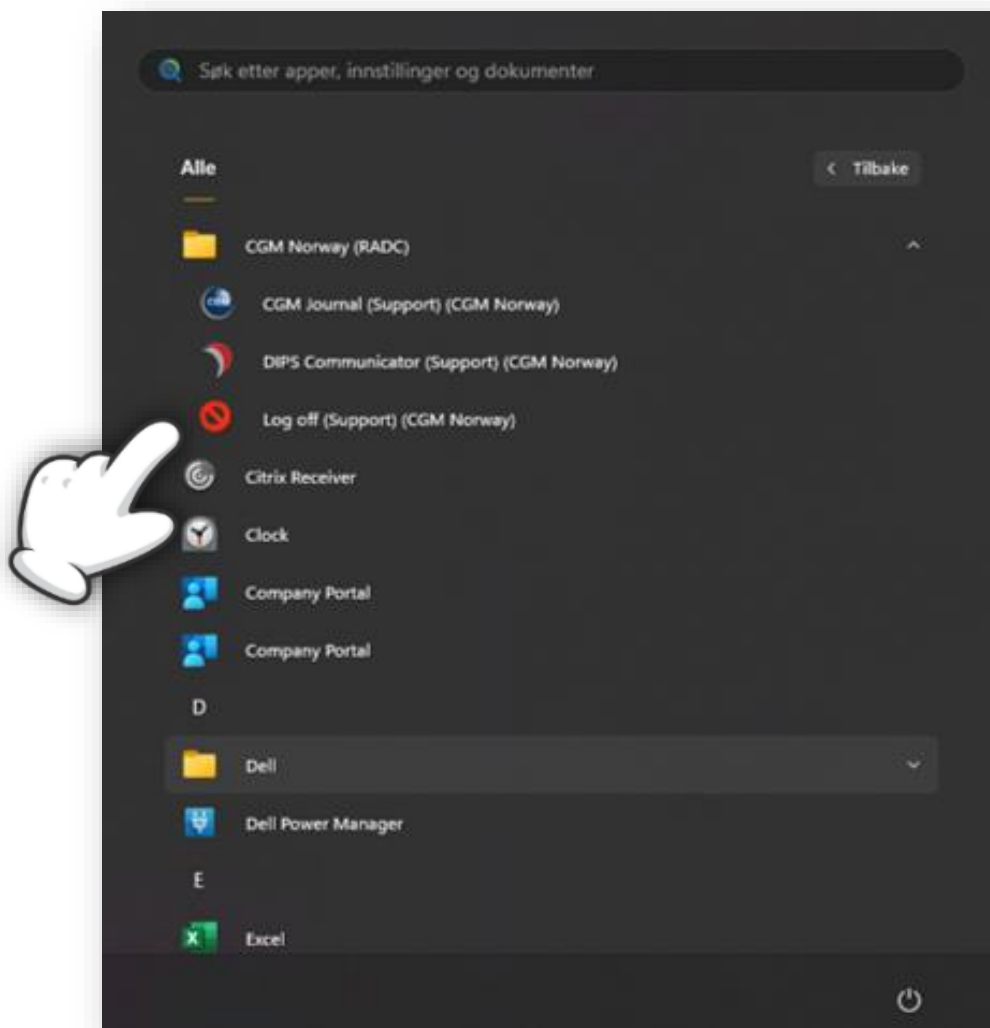 Søk etter apper, innstillinger og dokumenter
Alle
Tilbake
CGM Norway (RADC)
CGM Journal (Support) (CGM Norway)
DIPS Communicator (Support) (CGM Norway)
Log off (Support) (CGM Norway)
Citrix Receiver
Clock
Company Portal
Company Portal
D
Dell
Dell Power Manager
E
Excel